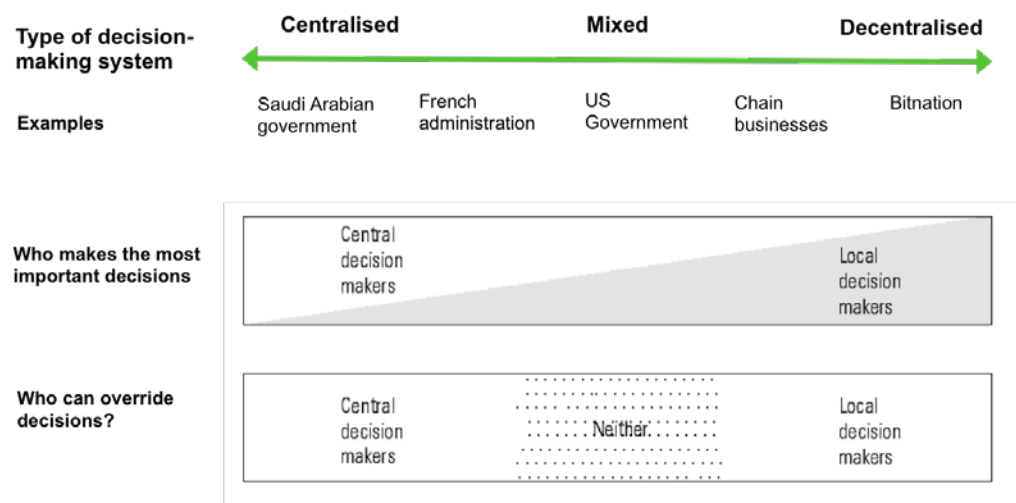 Type of decision-
making system
Centralised
Mixed
Decentralised
Examples
Saudi Arabian
government
French
administration
US
Government
Chain
businesses
Bitnation
Who makes the most
important decisions
Central
decision
makers
Local
decision
makers
Who can override
decisions?
Central
decision
makers
Neither
Local
decision
makers